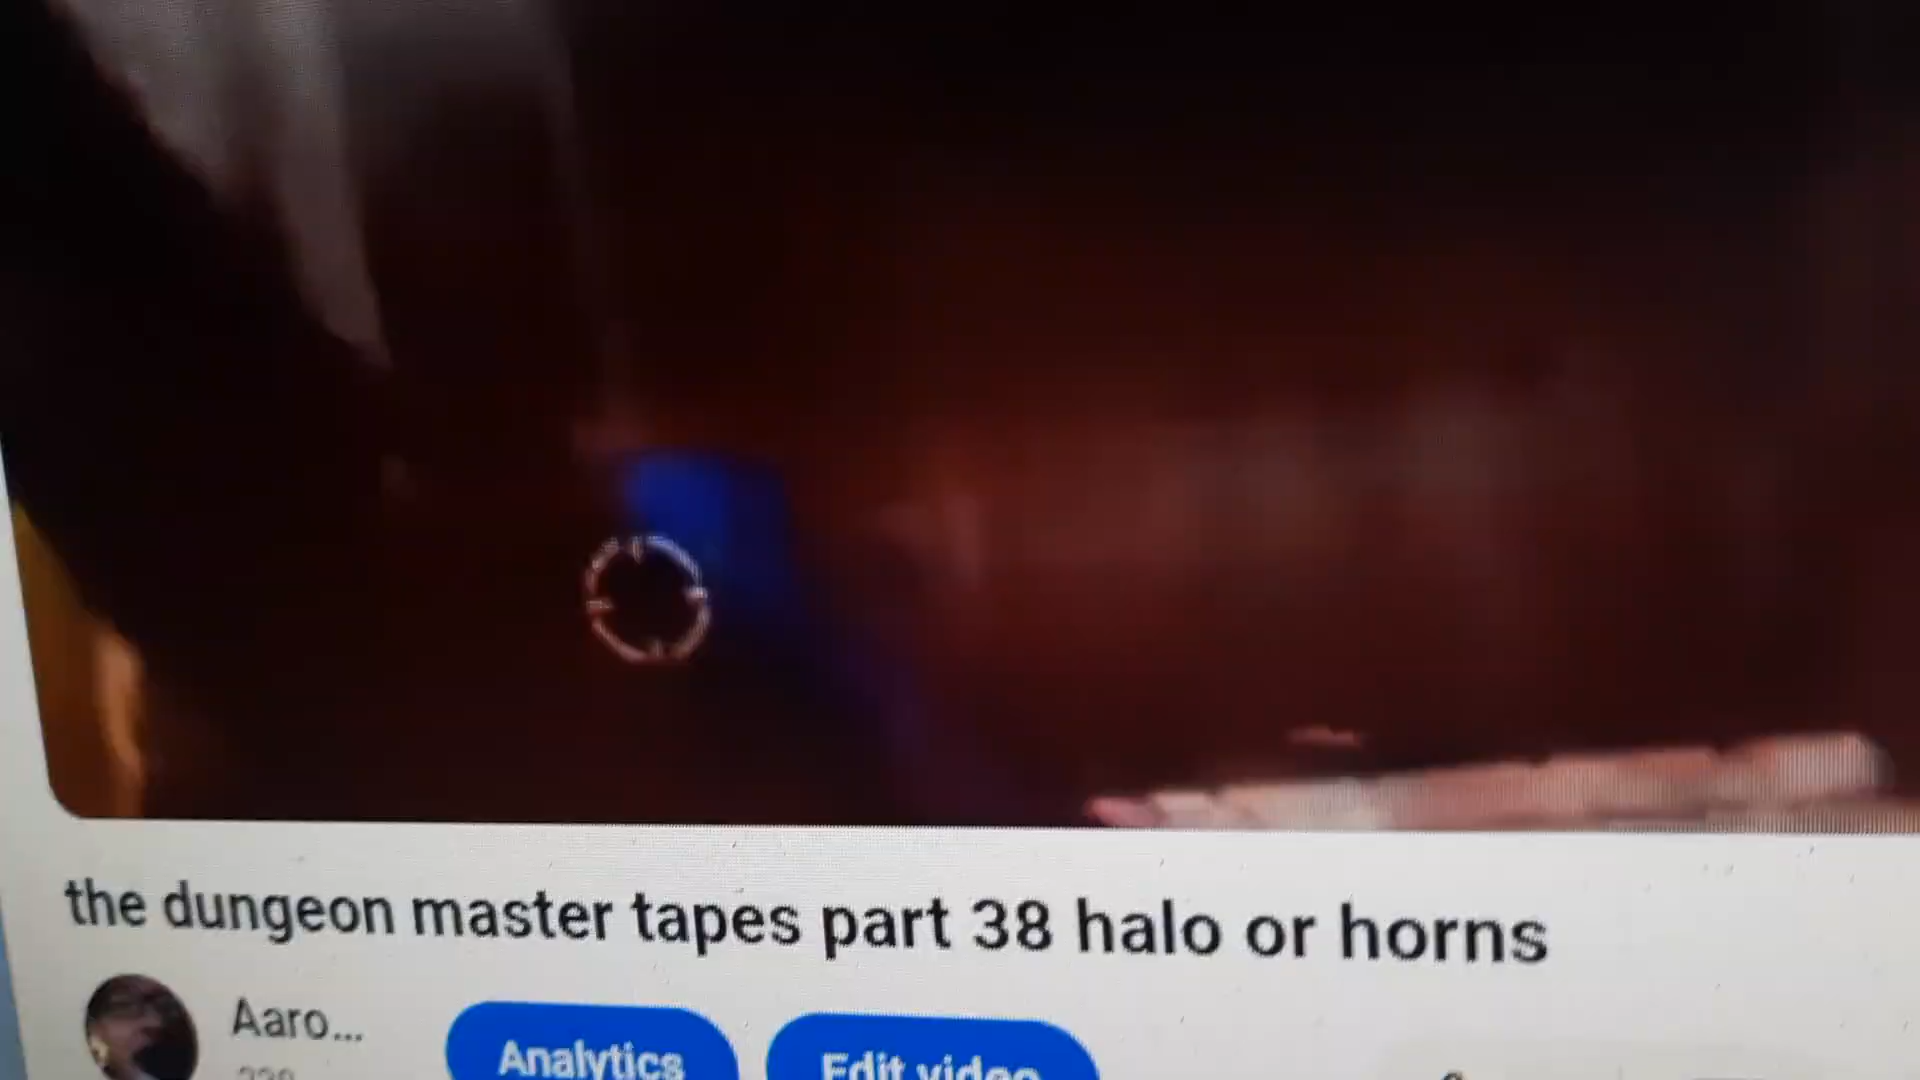 the dungeon master tapes part 38 halo or horns
Aaro...
Analytics
Edit video